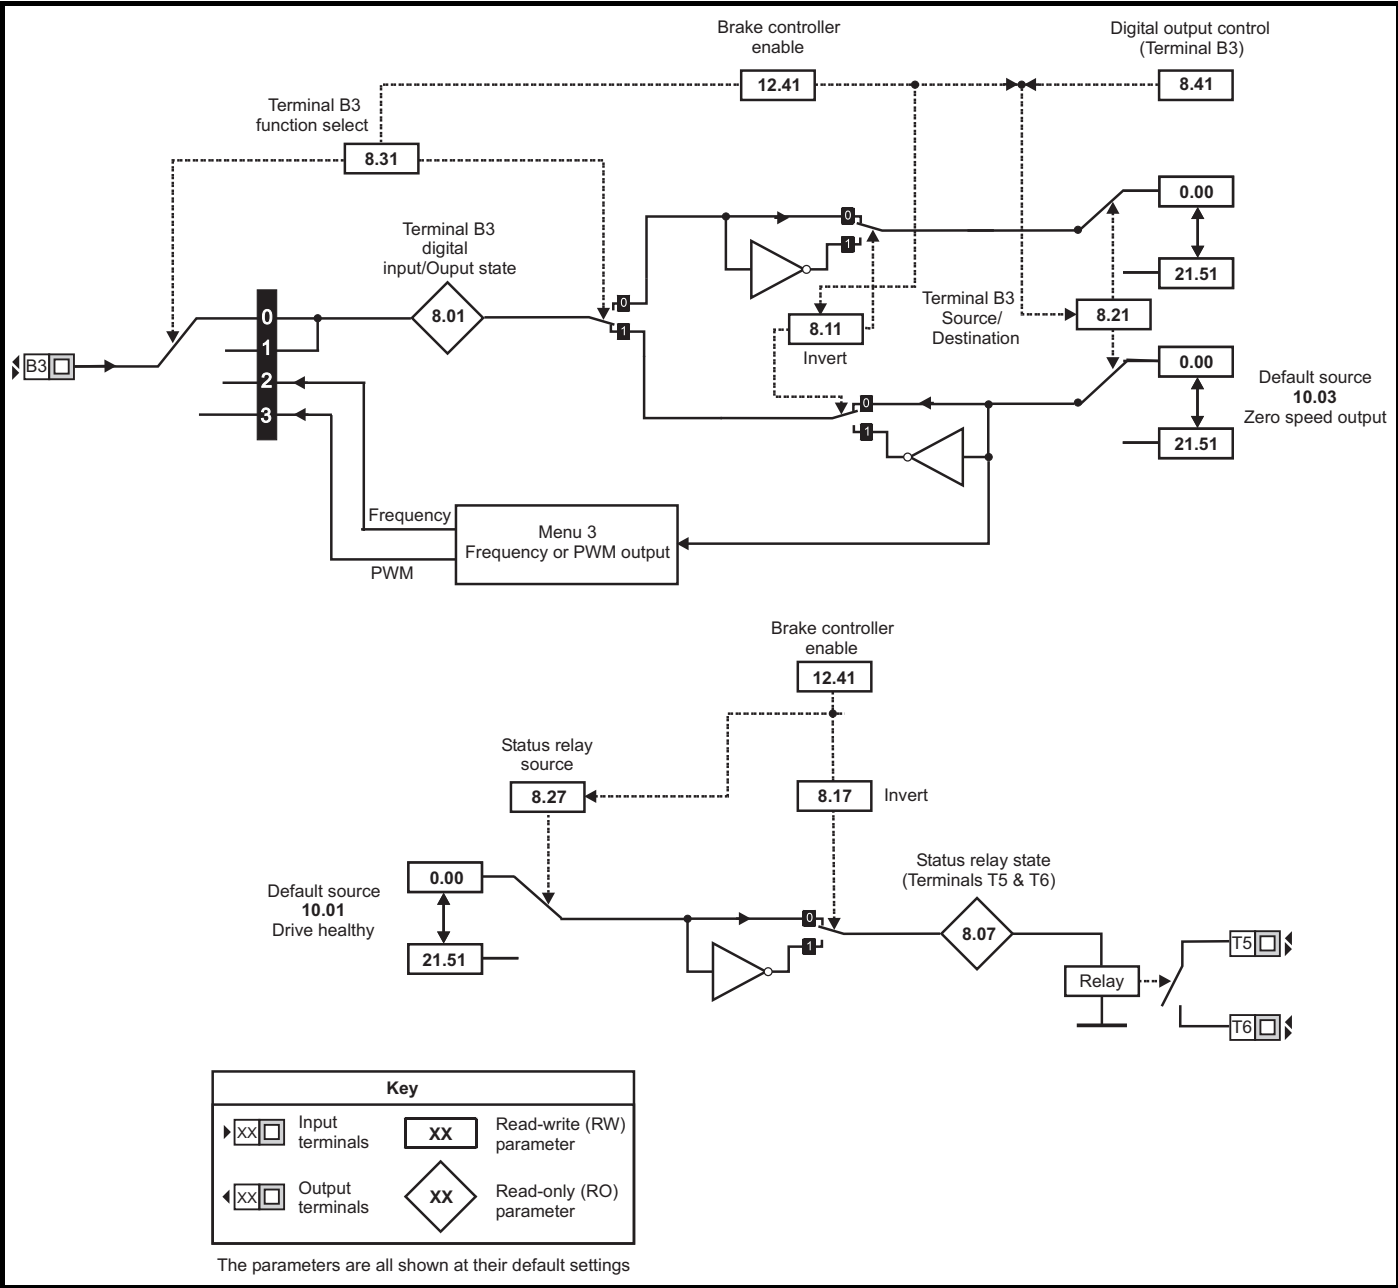 Brake controller
enable
12.41
Digital output control
(Terminal B3)
8.41
Terminal B3
function select
8.31
Terminal B3
digital
input/Ouput state
8.01
B3
0
1
2
3
0
1
0
1
8.11
Invert
Terminal B3
Source/
Destination
0.00
21.51
8.21
0.00
21.51
Default source
10.03
Zero speed output
0
1
Frequency
PWM
Menu 3
Frequency or PWM output
Brake controller
enable
12.41
Status relay
source
8.27
8.17
Invert
Default source
10.01
Drive healthy
0.00
21.51
0
1
Status relay state
(Terminals T5 & T6)
8.07
Relay
T5
T6
Key
XX
Input
terminals
XX
Read-write (RW)
parameter
XX
Output
terminals
XX
Read-only (RO)
parameter
The parameters are all shown at their default settings